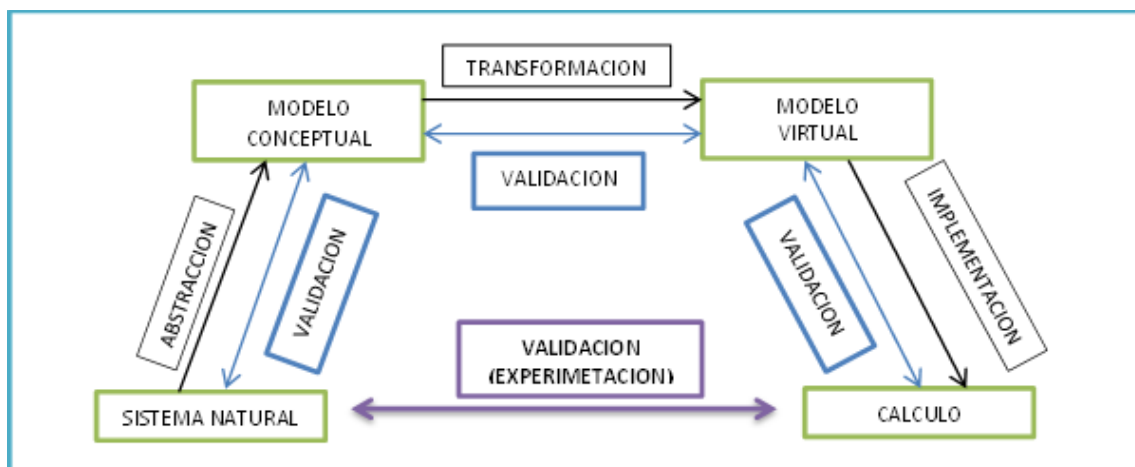 TRANSFORMACION
MODELO
CONCEPTUAL
MODELO
VIRTUAL
VALIDACION
ABSTRACCION
VALIDACION
VALIDACION
IMPLEMENTACION
VALIDACION
(EXPERIMETACION)
SISTEMA NATURAL
CALCULO